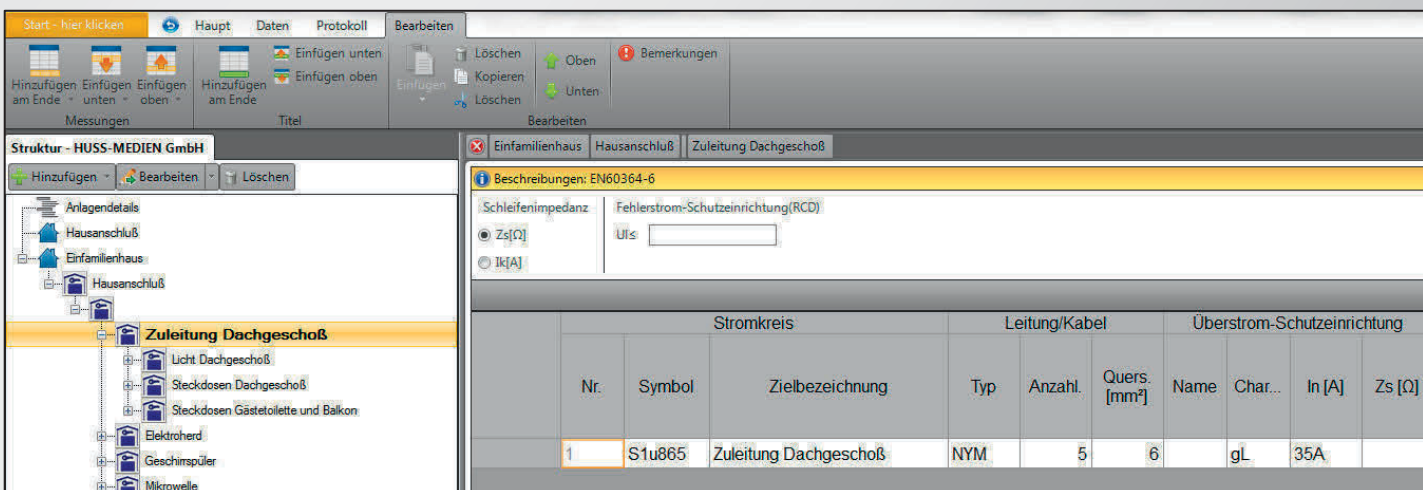 Start - hier klicken Haupt Daten Protokoll Bearbeiten
Hinzufügen am Ende
Einfügen unten
Einfügen oben
Messungen
Hinzufügen am Ende
Einfügen unten
Einfügen oben
Titel
Einfügen
Löschen
Kopieren
Löschen
Oben
Unten
Bemerkungen
Bearbeiten
Struktur - HUSS-MEDIEN GmbH
Hinzufügen Bearbeiten Löschen
Anlagendetails
Hausanschluß
Einfamilienhaus
Hausanschluß
Zuleitung Dachgeschoß
Licht Dachgeschoß
Steckdosen Dachgeschoß
Steckdosen Gästetoilette und Balkon
Elektroherd
Geschirrspüler
Mikrowelle
Einfamilienhaus Hausanschluß Zuleitung Dachgeschoß
Beschreibungen: EN60364-6
Schleifenimpedanz Fehlerstrom-Schutzeinrichtung(RCD)
Zs[Ω] Ul≤
Ik[A]
Stromkreis Leitung/Kabel Überstrom-Schutzeinrichtung
Nr. Symbol Zielbezeichnung Typ Anzahl. Quers. [mm²] Name Char... In [A] Zs [Ω]
1 S1u865 Zuleitung Dachgeschoß NYM 5 6 gL 35A